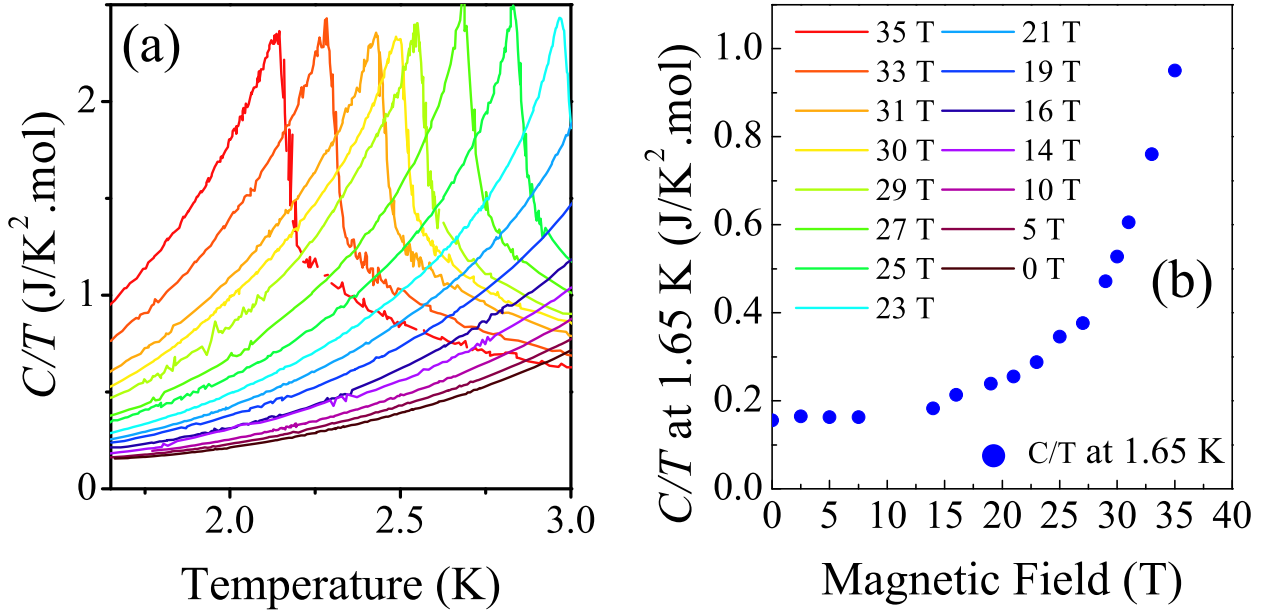 (a)
C/T (J/K².mol)
2
1
0
2.0 2.5 3.0
Temperature (K)
(b)
C/T at 1.65 K (J/K².mol)
1.0
0.8
0.6
0.4
0.2
0.0
35 T 21 T
33 T 19 T
31 T 16 T
30 T 14 T
29 T 10 T
27 T 5 T
25 T 0 T
23 T
C/T at 1.65 K
0 5 10 15 20 25 30 35 40
Magnetic Field (T)